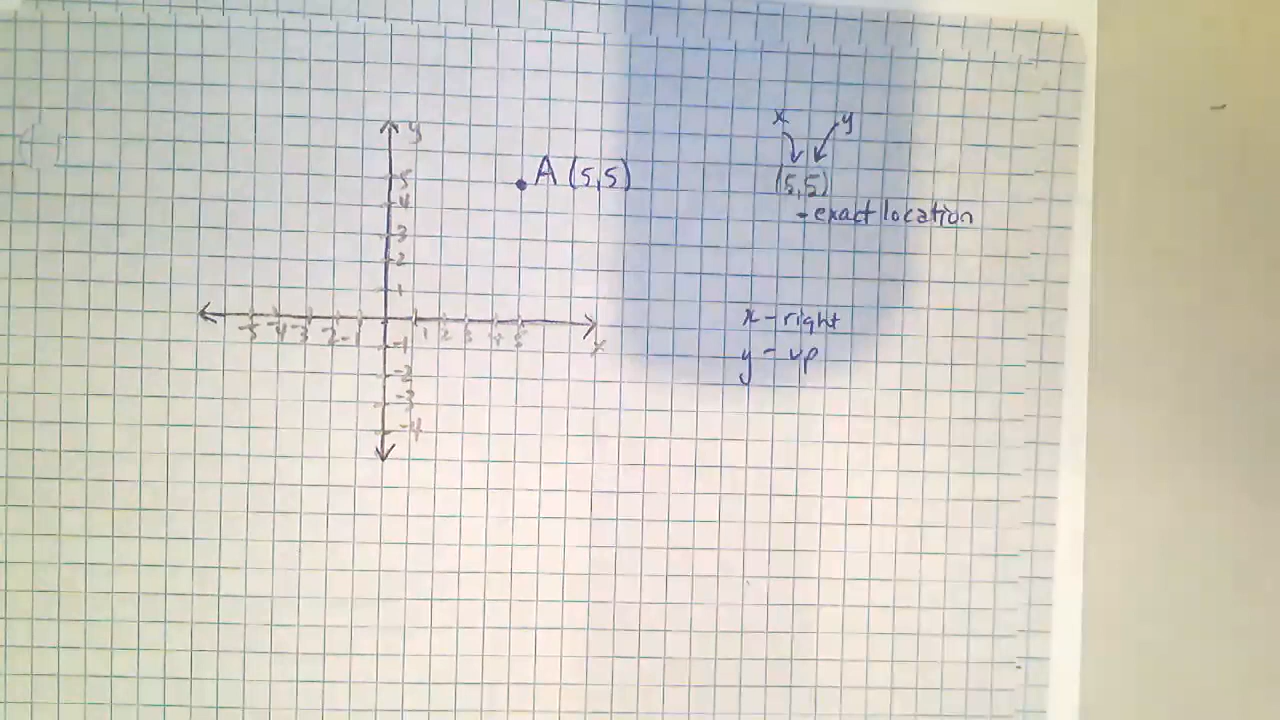 y
A (5,5)
5
4
3
2
1
-5 -4 -3 -2 -1 1 2 3 4 5
x
-1
-2
-3
-4
x y
(5,5)
- exact location
x - right
y - up